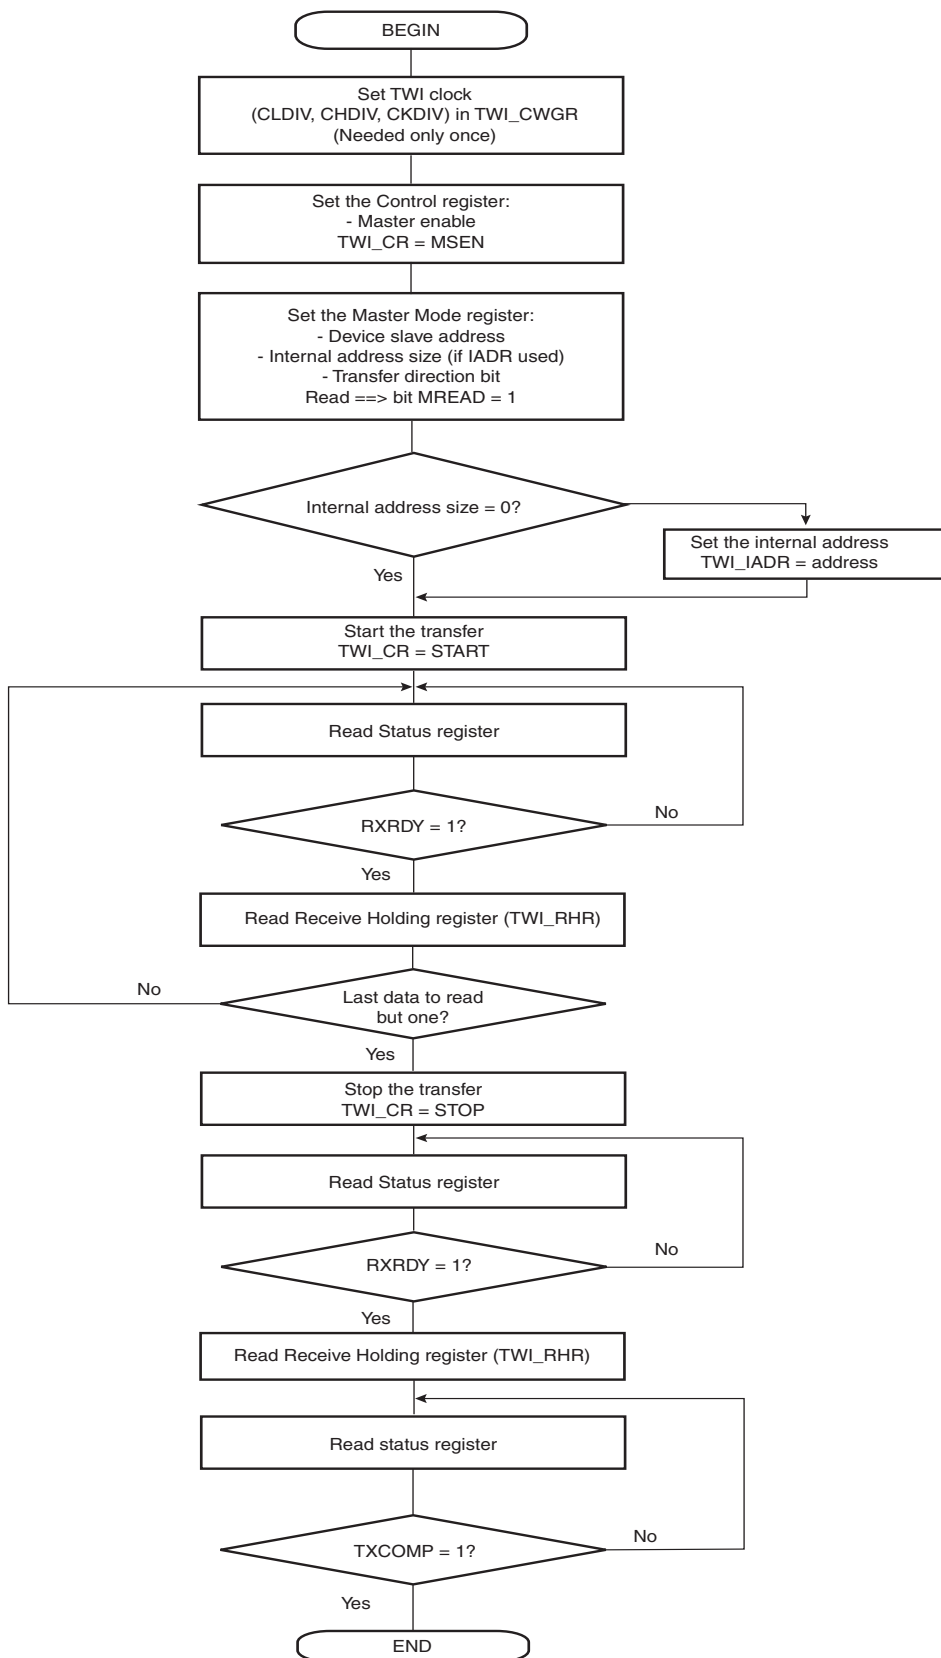 BEGIN
Set TWI clock
(CLDIV, CHDIV, CKDIV) in TWI_CWGR
(Needed only once)
Set the Control register:
- Master enable
TWI_CR = MSEN
Set the Master Mode register:
- Device slave address
- Internal address size (if IADR used)
- Transfer direction bit
Read ==> bit MREAD = 1
Internal address size = 0?
Set the internal address
TWI_IADR = address
Yes
Start the transfer
TWI_CR = START
Read Status register
No
RXRDY = 1?
Yes
Read Receive Holding register (TWI_RHR)
No
Last data to read
but one?
Yes
Stop the transfer
TWI_CR = STOP
Read Status register
No
RXRDY = 1?
Yes
Read Receive Holding register (TWI_RHR)
Read status register
No
TXCOMP = 1?
Yes
END